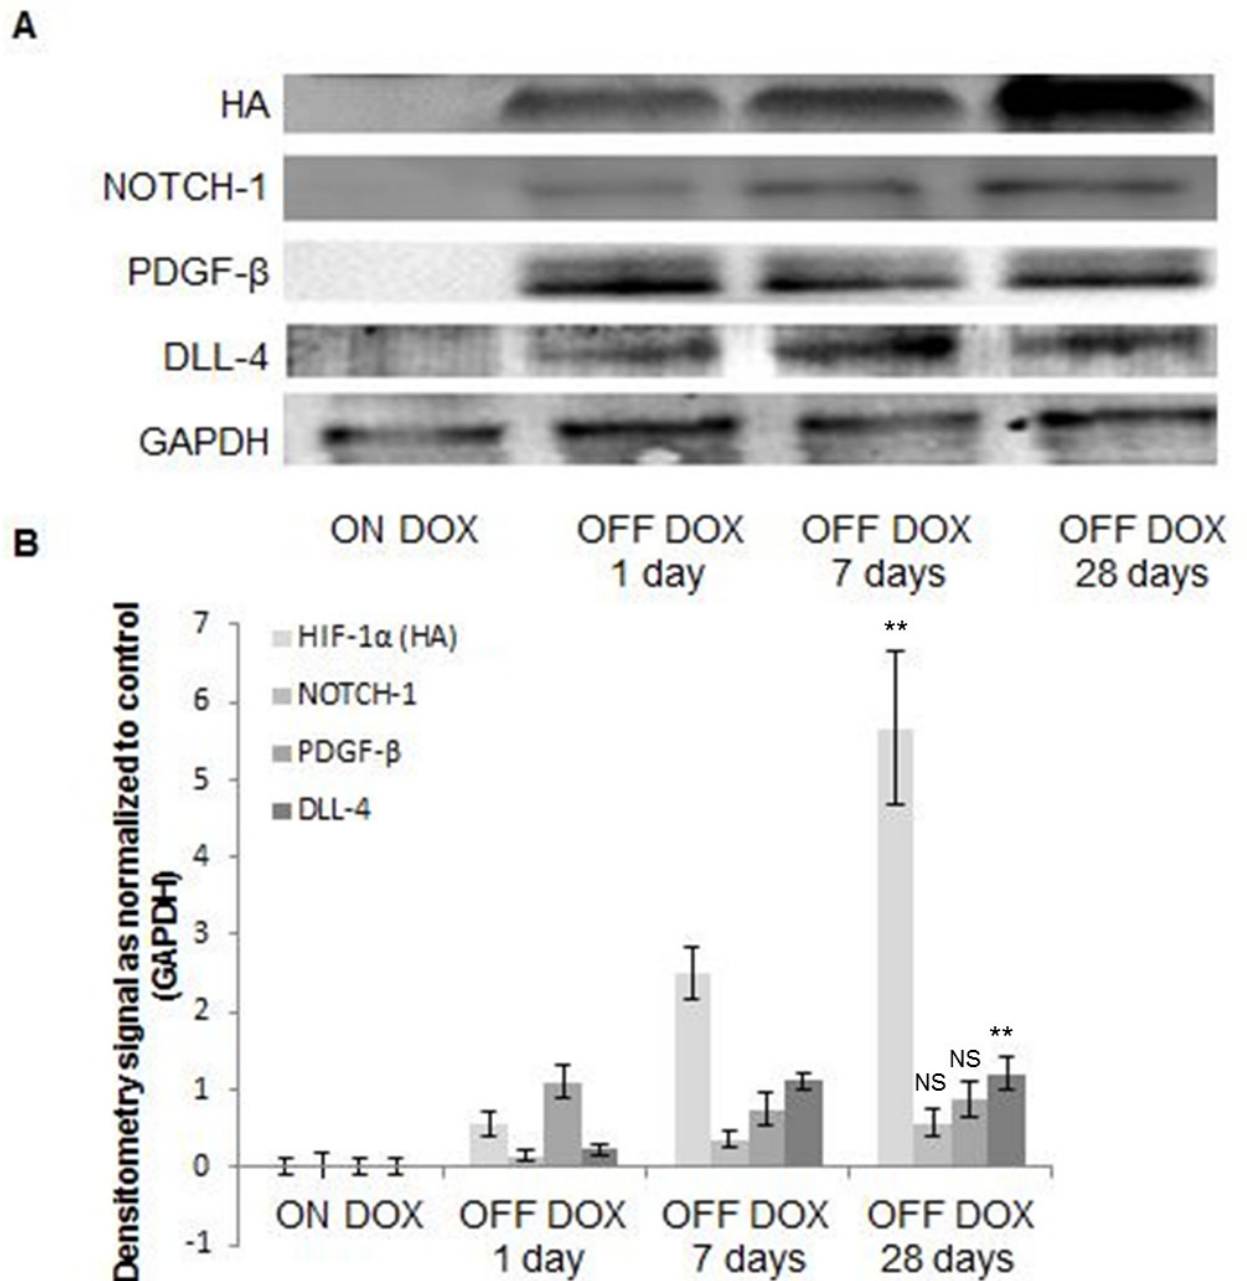 A
HA
NOTCH-1
PDGF-β
DLL-4
GAPDH
ON DOX
OFF DOX
1 day
OFF DOX
7 days
OFF DOX
28 days
B
Densitometry signal as normalized to control
(GAPDH)
7
6
5
4
3
2
1
0
-1
HIF-1α (HA)
NOTCH-1
PDGF-β
DLL-4
**
NS
NS
**
ON DOX
OFF DOX
1 day
OFF DOX
7 days
OFF DOX
28 days